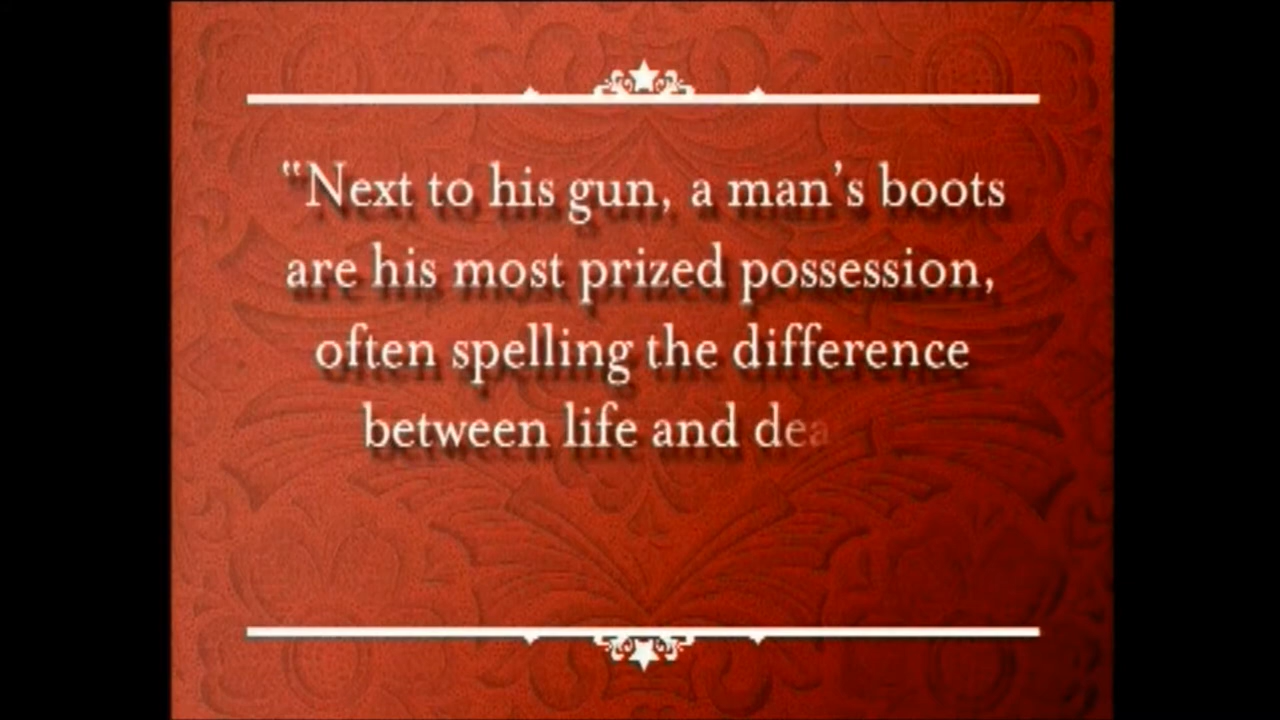 “Next to his gun, a man’s boots
are his most prized possession,
often spelling the difference
between life and dea